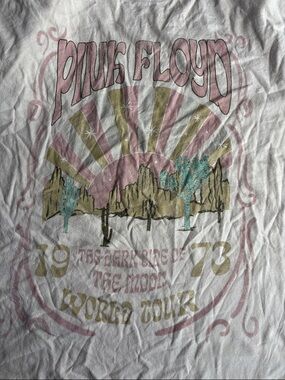 PINK FLOYD
19 THE DARK SIDE OF 73
THE MOON
WORLD TOUR